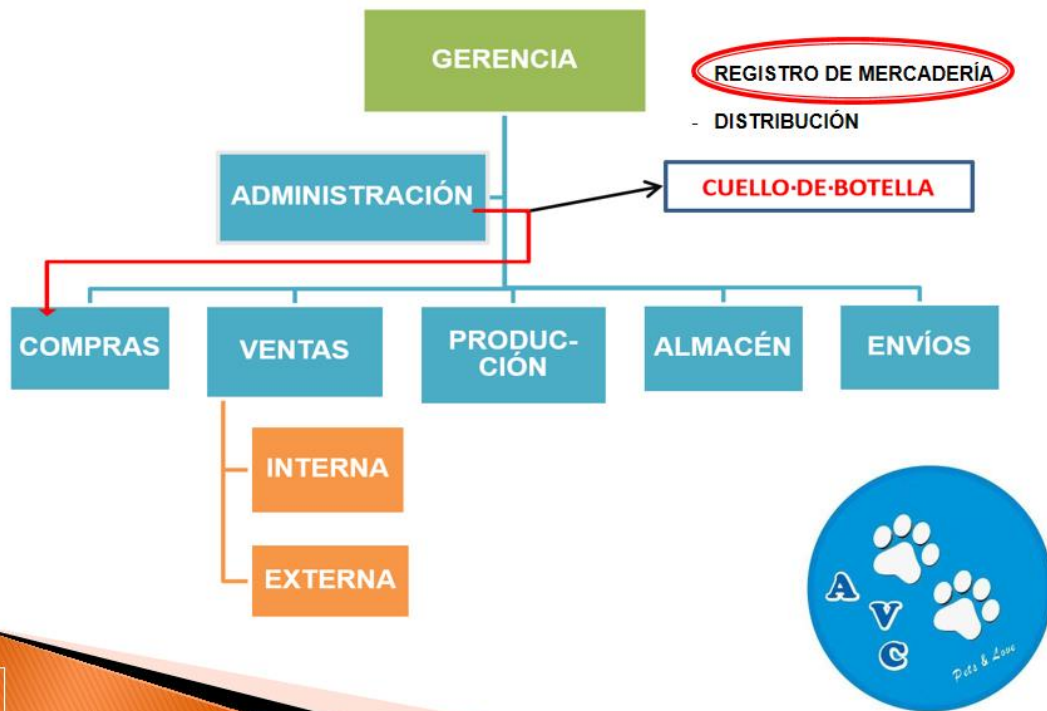 GERENCIA
REGISTRO DE MERCADERÍA
- DISTRIBUCIÓN
ADMINISTRACIÓN
CUELLO·DE·BOTELLA
COMPRAS
VENTAS
PRODUC-
CIÓN
ALMACÉN
ENVÍOS
INTERNA
EXTERNA
A
V
C
Pets & Love